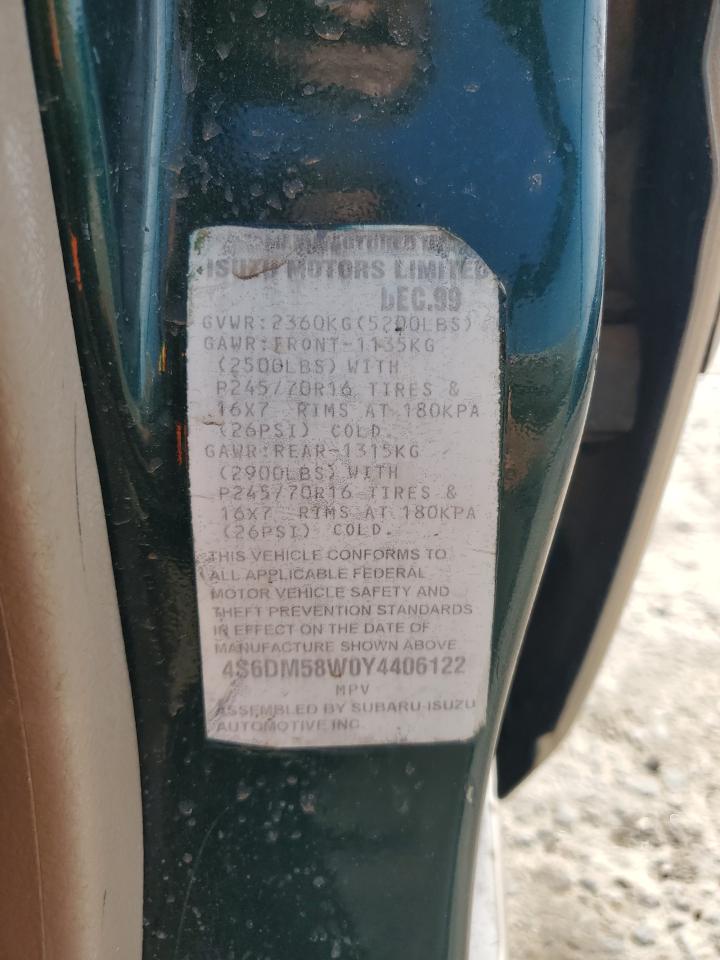 MANUFACTURED BY
ISUZU MOTORS LIMITED
DEC.99
GVWR:2360KG(5200LBS)
GAWR:FRONT-1135KG
(2500LBS) WITH
P245/70R16 TIRES &
16X7 RIMS AT 180KPA
(26PSI) COLD.
GAWR:REAR-1315KG
(2900LBS) WITH
P245/70R16 TIRES &
16X7 RIMS AT 180KPA
(26PSI) COLD.
THIS VEHICLE CONFORMS TO
ALL APPLICABLE FEDERAL
MOTOR VEHICLE SAFETY AND
THEFT PREVENTION STANDARDS
IN EFFECT ON THE DATE OF
MANUFACTURE SHOWN ABOVE
4S6DM58W0Y4406122
MPV
ASSEMBLED BY SUBARU-ISUZU
AUTOMOTIVE INC.